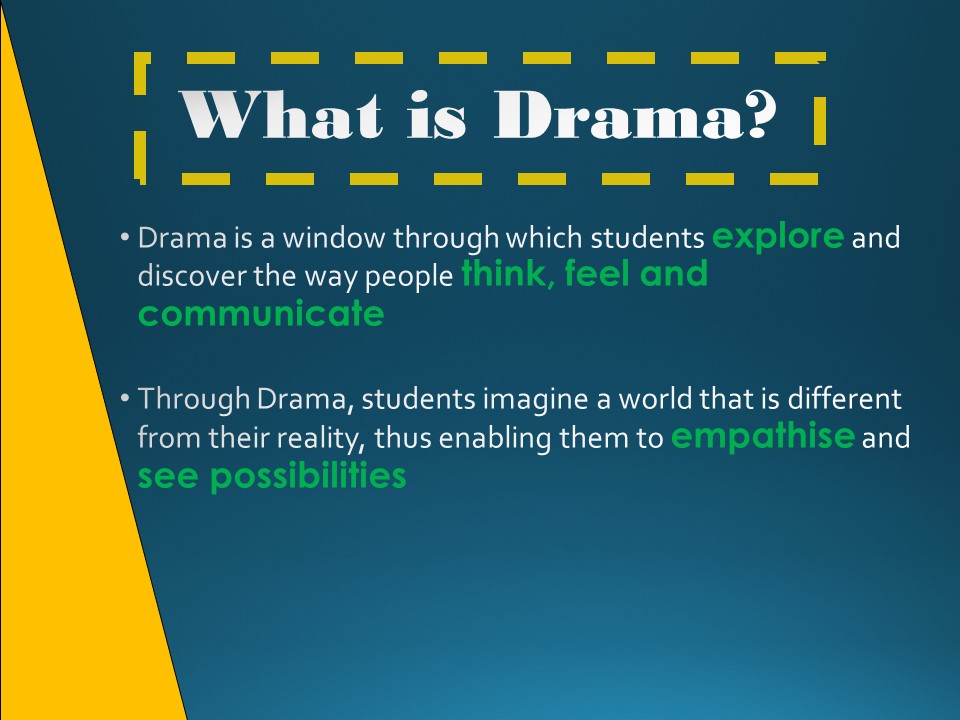 What is Drama?
• Drama is a window through which students explore and
discover the way people think, feel and
communicate
• Through Drama, students imagine a world that is different
from their reality, thus enabling them to empathise and
see possibilities